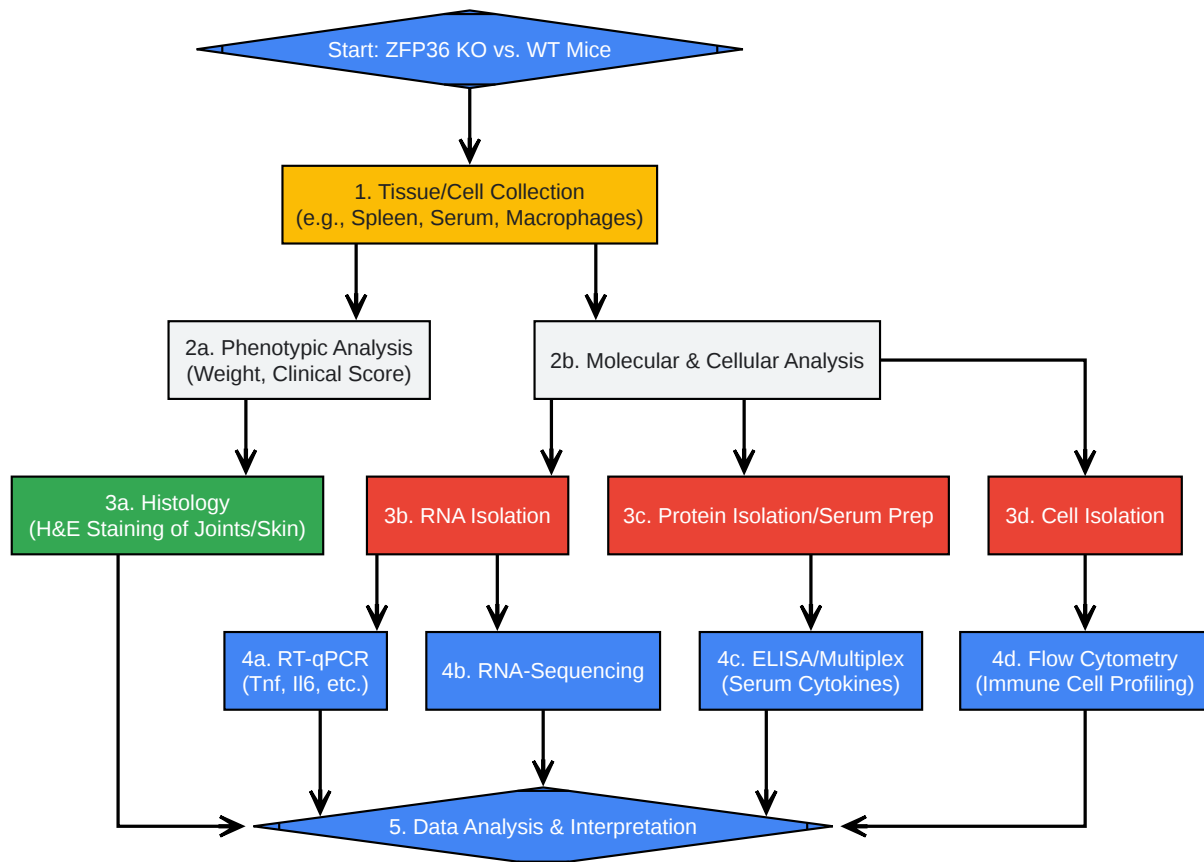 Start: ZFP36 KO vs. WT Mice
1. Tissue/Cell Collection
(e.g., Spleen, Serum, Macrophages)
2a. Phenotypic Analysis
(Weight, Clinical Score)
2b. Molecular & Cellular Analysis
3a. Histology
(H&E Staining of Joints/Skin)
3b. RNA Isolation
3c. Protein Isolation/Serum Prep
3d. Cell Isolation
4a. RT-qPCR
(Tnf, Il6, etc.)
4b. RNA-Sequencing
4c. ELISA/Multiplex
(Serum Cytokines)
4d. Flow Cytometry
(Immune Cell Profiling)
5. Data Analysis & Interpretation